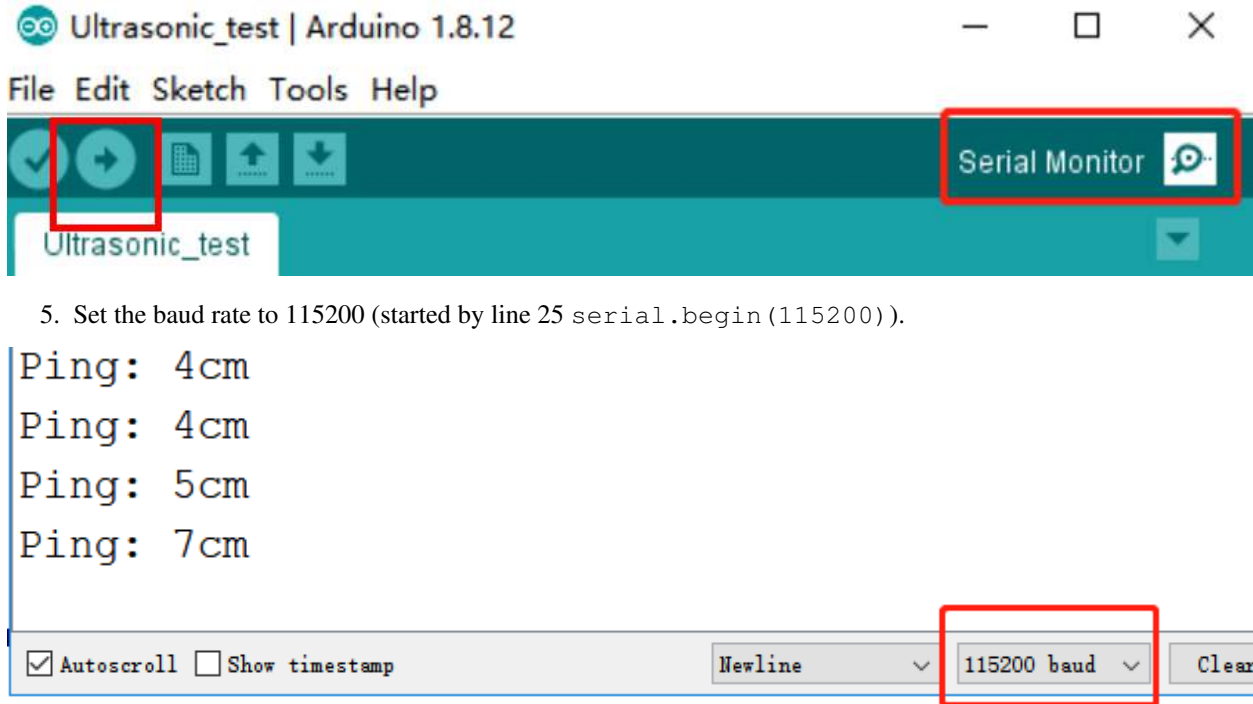 Ultrasonic_test | Arduino 1.8.12
File Edit Sketch Tools Help
Serial Monitor
Ultrasonic_test
5. Set the baud rate to 115200 (started by line 25 serial.begin(115200)).
Ping: 4cm
Ping: 4cm
Ping: 5cm
Ping: 7cm
Autoscroll Show timestamp Newline 115200 baud Clear